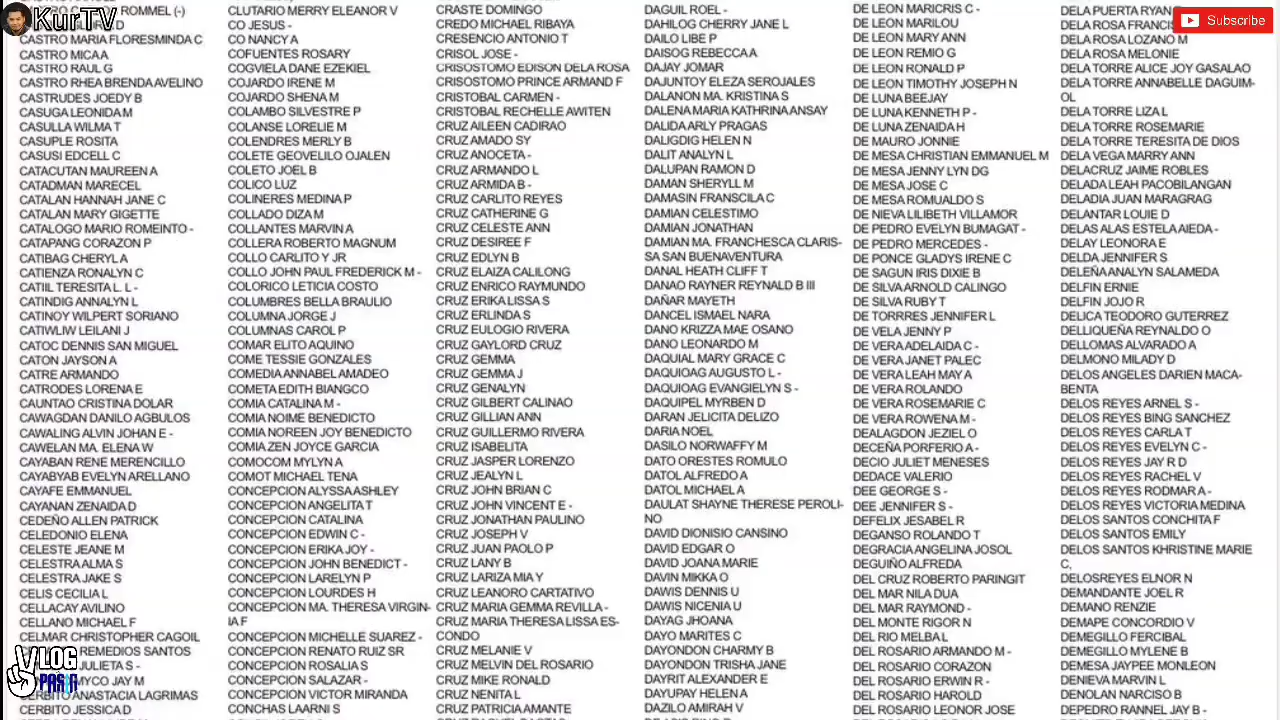 KurTV
Subscribe
ROMMEL (-)
CASTRO MARIA FLORESMINDA C
CASTRO MICA A
CASTRO RAUL G
CASTRO RHEA BRENDA AVELINO
CASTRUDES JOEDY B
CASUGA LEONIDA M
CASULLA WILMA T
CASUPLE ROSITA
CASUSI EDCELL C
CATACUTAN MAUREEN A
CATADMAN MARECEL
CATALAN HANNAH JANE C
CATALAN MARY GIGETTE
CATALOGO MARIO ROMEINTO -
CATAPANG CORAZON P
CATIBAG CHERYL A
CATIENZA RONALYN C
CATIIL TERESITA L. L -
CATINDIG ANNALYN L
CATINOY WILPERT SORIANO
CATIWLIW LEILANI J
CATOC DENNIS SAN MIGUEL
CATON JAYSON A
CATRE ARMANDO
CATRODES LORENA E
CAUNTAO CRISTINA DOLAR
CAWAGDAN DANILO AGBULOS
CAWALING ALVIN JOHAN E -
CAWELAN MA. ELENA W
CAYABAN RENE MERENCILLO
CAYABYAB EVELYN ARELLANO
CAYAFE EMMANUEL
CAYANAN ZENAIDA D
CEDEÑO ALLEN PATRICK
CELEDONIO ELENA
CELESTE JEANE M
CELESTRA ALMA S
CELESTRA JAKE S
CELIS CECILIA L
CELLACAY AVILINO
CELLANO MICHAEL F
CELMAR CHRISTOPHER CAGOIL
REMEDIOS SANTOS
JULIETA S -
MYCO JAY M
CERBITO ANASTACIA LAGRIMAS
CERBITO JESSICA D
VLOG
PASIG
CLUTARIO MERRY ELEANOR V
CO JESUS -
CO NANCY A
COFUENTES ROSARY
COGVIELA DANE EZEKIEL
COJARDO IRENE M
COJARDO SHENA M
COLAMBO SILVESTRE P
COLANSE LORELIE M
COLENDRES MERLY B
COLETE GEOVELILO OJALEN
COLETO JOEL B
COLICO LUZ
COLINERES MEDINA P
COLLADO DIZA M
COLLANTES MARVIN A
COLLERA ROBERTO MAGNUM
COLLO CARLITO Y JR
COLLO JOHN PAUL FREDERICK M -
COLORICO LETICIA COSTO
COLUMBRES BELLA BRAULIO
COLUMNA JORGE J
COLUMNAS CAROL P
COMAR ELITO AQUINO
COME TESSIE GONZALES
COMEDIA ANNABEL AMADEO
COMETA EDITH BIANGCO
COMIA CATALINA M -
COMIA NOIME BENEDICTO
COMIA NOREEN JOY BENEDICTO
COMIA ZEN JOYCE GARCIA
COMOCOM MYLYN A
COMOT MICHAEL TENA
CONCEPCION ALYSSA ASHLEY
CONCEPCION ANGELITA T
CONCEPCION CATALINA
CONCEPCION EDWIN C -
CONCEPCION ERIKA JOY -
CONCEPCION JOHN BENEDICT -
CONCEPCION LARELYN P
CONCEPCION LOURDES H
CONCEPCION MA. THERESA VIRGIN-
IA F
CONCEPCION MICHELLE SUAREZ -
CONCEPCION RENATO RUIZ SR
CONCEPCION ROSALIA S
CONCEPCION SALAZAR -
CONCEPCION VICTOR MIRANDA
CONCHAS LAARNI S
CRASTE DOMINGO
CREDO MICHAEL RIBAYA
CRESENCIO ANTONIO T
CRISOL JOSE -
CRISOSTOMO EDISON DELA ROSA
CRISOSTOMO PRINCE ARMAND F
CRISTOBAL CARMEN -
CRISTOBAL RECHELLE AWITEN
CRUZ AILEEN CADIRAO
CRUZ AMADO SY
CRUZ ANOCETA -
CRUZ ARMANDO L
CRUZ ARMIDA B -
CRUZ CARLITO REYES
CRUZ CATHERINE G
CRUZ CELESTE ANN
CRUZ DESIREE F
CRUZ EDLYN B
CRUZ ELAIZA CALILONG
CRUZ ENRICO RAYMUNDO
CRUZ ERIKA LISSA S
CRUZ ERLINDA S
CRUZ EULOGIO RIVERA
CRUZ GAYLORD CRUZ
CRUZ GEMMA
CRUZ GEMMA J
CRUZ GENALYN
CRUZ GILBERT CALINAO
CRUZ GILLIAN ANN
CRUZ GUILLERMO RIVERA
CRUZ ISABELITA
CRUZ JASPER LORENZO
CRUZ JEALYN L
CRUZ JOHN BRIAN C
CRUZ JOHN VINCENT E -
CRUZ JONATHAN PAULINO
CRUZ JOSEPH V
CRUZ JUAN PAOLO P
CRUZ LANY B
CRUZ LARIZA MIA Y
CRUZ LEANORO CARTATIVO
CRUZ MARIA GEMMA REVILLA -
CRUZ MARIA THERESA LISSA ES-
CONDO
CRUZ MELANIE V
CRUZ MELVIN DEL ROSARIO
CRUZ MIKE RONALD
CRUZ NENITA L
CRUZ PATRICIA AMANTE
DAGUIL ROEL -
DAHILOG CHERRY JANE L
DAILO LIBE P
DAISOG REBECCA A
DAJAY JOMAR
DAJUNTOY ELEZA SEROJALES
DALANON MA. KRISTINA S
DALENA MARIA KATHRINA ANSAY
DALIDA ARLY PRAGAS
DALIGDIG HELEN N
DALIT ANALYN L
DALUPAN RAMON D
DAMAN SHERYLL M
DAMASIN FRANSCILA C
DAMIAN CELESTIMO
DAMIAN JONATHAN
DAMIAN MA. FRANCHESCA CLARIS-
SA SAN BUENAVENTURA
DANAL HEATH CLIFF T
DANAO RAYNER REYNALD B III
DAÑAR MAYETH
DANCEL ISMAEL NARA
DANO KRIZZA MAE OSANO
DANO LEONARDO M
DAQUIAL MARY GRACE C
DAQUIOAG AUGUSTO L -
DAQUIOAG EVANGIELYN S -
DAQUIPEL MYRBEN D
DARAN JELICITA DELIZO
DARIA NOEL
DASILO NORWAFFY M
DATO ORESTES ROMULO
DATOL ALFREDO A
DATOL MICHAEL A
DAULAT SHAYNE THERESE PEROLI-
NO
DAVID DIONISIO CANSINO
DAVID EDGAR O
DAVID JOANA MARIE
DAVIN MIKKA O
DAWIS DENNIS U
DAWIS NICENIA U
DAYAG JHOANA
DAYO MARITES C
DAYONDON CHARMY B
DAYONDON TRISHA JANE
DAYRIT ALEXANDER E
DAYUPAY HELEN A
DAZILO AMIRAH V
DE LEON MARICRIS C -
DE LEON MARILOU
DE LEON MARY ANN
DE LEON REMIO G
DE LEON RONALD P
DE LEON TIMOTHY JOSEPH N
DE LUNA BEEJAY
DE LUNA KENNETH P -
DE LUNA ZENAIDA H
DE MAURO JONNIE
DE MESA CHRISTIAN EMMANUEL M
DE MESA JENNY LYN DG
DE MESA JOSE C
DE MESA ROMUALDO S
DE NIEVA LILIBETH VILLAMOR
DE PEDRO EVELYN BUMAGAT -
DE PEDRO MERCEDES -
DE PONCE GLADYS IRENE C
DE SAGUN IRIS DIXIE B
DE SILVA ARNOLD CALINGO
DE SILVA RUBY T
DE TORRRES JENNIFER L
DE VELA JENNY P
DE VERA ADELAIDA C -
DE VERA JANET PALEC
DE VERA LEAH MAY A
DE VERA ROLANDO
DE VERA ROSEMARIE C
DE VERA ROWENA M -
DEALAGDON JEZIEL O
DECEÑA PORFERIO A -
DECIO JULIET MENESES
DEDACE VALERIO
DEE GEORGE S -
DEE JENNIFER S -
DEFELIX JESABEL R
DEGANSO ROLANDO T
DEGRACIA ANGELINA JOSOL
DEGUIÑO ALFREDA
DEL CRUZ ROBERTO PARINGIT
DEL MAR NILA DUA
DEL MAR RAYMOND -
DEL MONTE RIGOR N
DEL RIO MELBA L
DEL ROSARIO ARMANDO M -
DEL ROSARIO CORAZON
DEL ROSARIO ERWIN R -
DEL ROSARIO HAROLD
DEL ROSARIO LEONOR JOSE
DELA PUERTA RYAN
DELA ROSA FRANCIS
DELA ROSA LOZANO M
DELA ROSA MELONIE
DELA TORRE ALICE JOY GASALAO
DELA TORRE ANNABELLE DAGUIM-
OL
DELA TORRE LIZA L
DELA TORRE ROSEMARIE
DELA TORRE TERESITA DE DIOS
DELA VEGA MARRY ANN
DELACRUZ JAIME ROBLES
DELADA LEAH PACOBILANGAN
DELADIA JUAN MARAGRAG
DELANTAR LOUIE D
DELAS ALAS ESTELA AIEDA -
DELAY LEONORA E
DELDA JENNIFER S
DELEÑA ANALYN SALAMEDA
DELFIN ERNIE
DELFIN JOJO R
DELICA TEODORO GUTERREZ
DELLIQUEÑA REYNALDO O
DELLOMAS ALVARADO A
DELMONO MILADY D
DELOS ANGELES DARIEN MACA-
BENTA
DELOS REYES ARNEL S -
DELOS REYES BING SANCHEZ
DELOS REYES CARLA T
DELOS REYES EVELYN C -
DELOS REYES JAY R D
DELOS REYES RACHEL V
DELOS REYES RODMAR A -
DELOS REYES VICTORIA MEDINA
DELOS SANTOS CONCHITA F
DELOS SANTOS EMILY
DELOS SANTOS KHRISTINE MARIE
C,
DELOSREYES ELNOR N
DEMANDANTE JOEL R
DEMANO RENZIE
DEMAPE CONCORDIO V
DEMEGILLO FERCIBAL
DEMEGILLO MYLENE B
DEMESA JAYPEE MONLEON
DENIEVA MARVIN L
DENOLAN NARCISO B
DEPEDRO RANNEL JAY B -